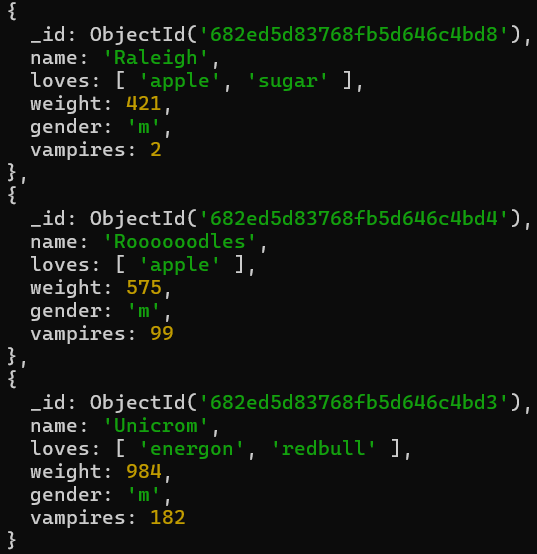 {
  _id: ObjectId('682ed5d83768fb5d646c4bd8'),
  name: 'Raleigh',
  loves: [ 'apple', 'sugar' ],
  weight: 421,
  gender: 'm',
  vampires: 2
},
{
  _id: ObjectId('682ed5d83768fb5d646c4bd4'),
  name: 'Roooooodles',
  loves: [ 'apple' ],
  weight: 575,
  gender: 'm',
  vampires: 99
},
{
  _id: ObjectId('682ed5d83768fb5d646c4bd3'),
  name: 'Unicrom',
  loves: [ 'energon', 'redbull' ],
  weight: 984,
  gender: 'm',
  vampires: 182
}